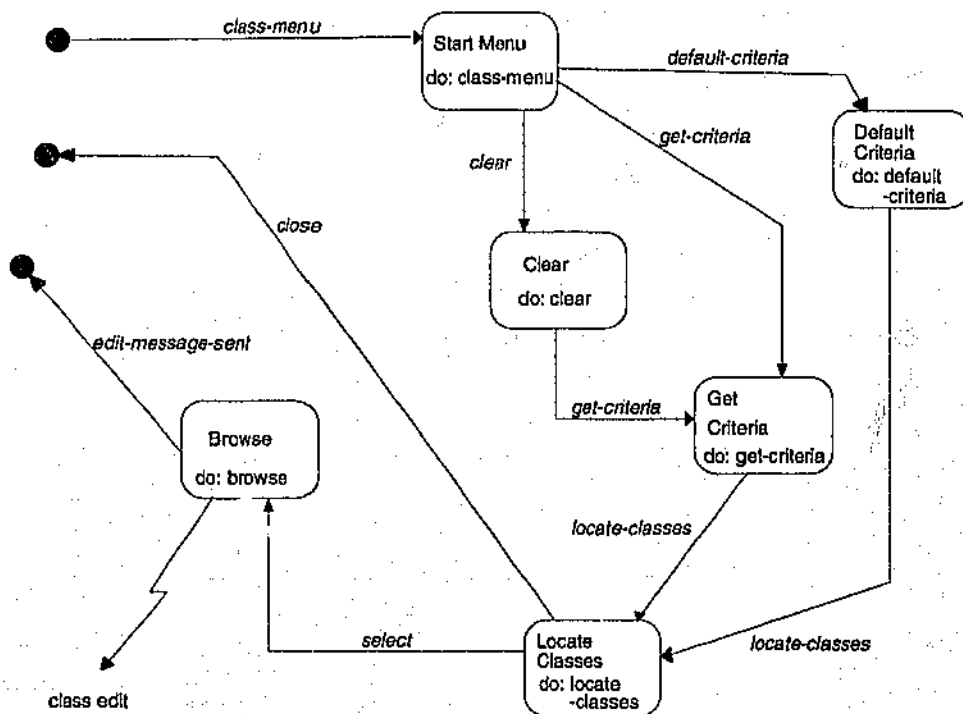 class-menu
Start Menu
do: class-menu
default-criteria
Default
Criteria
do: default
-criteria
get-criteria
clear
close
Clear
do: clear
edit-message-sent
get-criteria
Get
Criteria
do: get-criteria
Browse
do: browse
locate-classes
select
Locate
Classes
do: locate
-classes
locate-classes
class edit